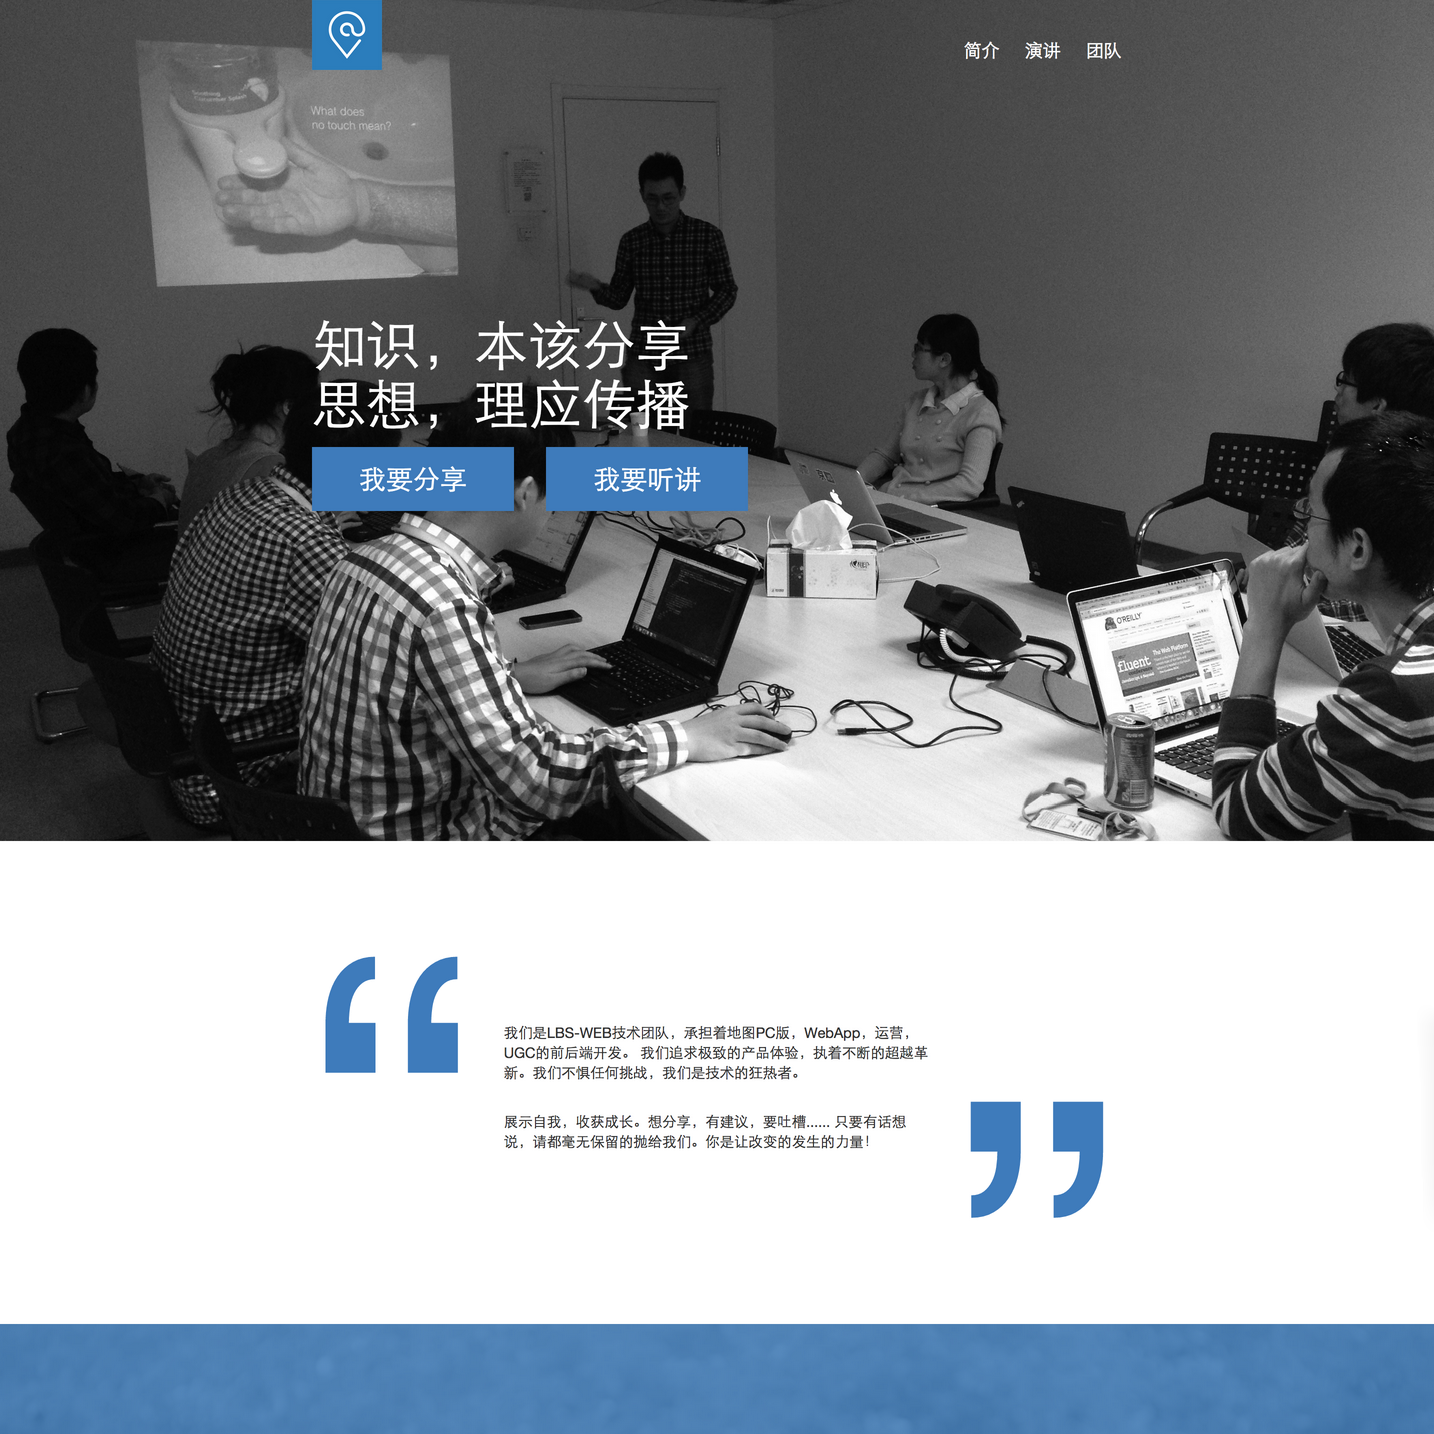 简介 演讲 团队
What does
no touch mean?
知识，本该分享
思想，理应传播
我要分享 我要听讲
O'REILLY
fluent
The Web Platform
我们是LBS-WEB技术团队，承担着地图PC版，WebApp，运营，
UGC的前后端开发。 我们追求极致的产品体验，执着不断的超越革
新。我们不惧任何挑战，我们是技术的狂热者。
展示自我，收获成长。想分享，有建议，要吐槽...... 只要有话想
说，请都毫无保留的抛给我们。你是让改变的发生的力量！